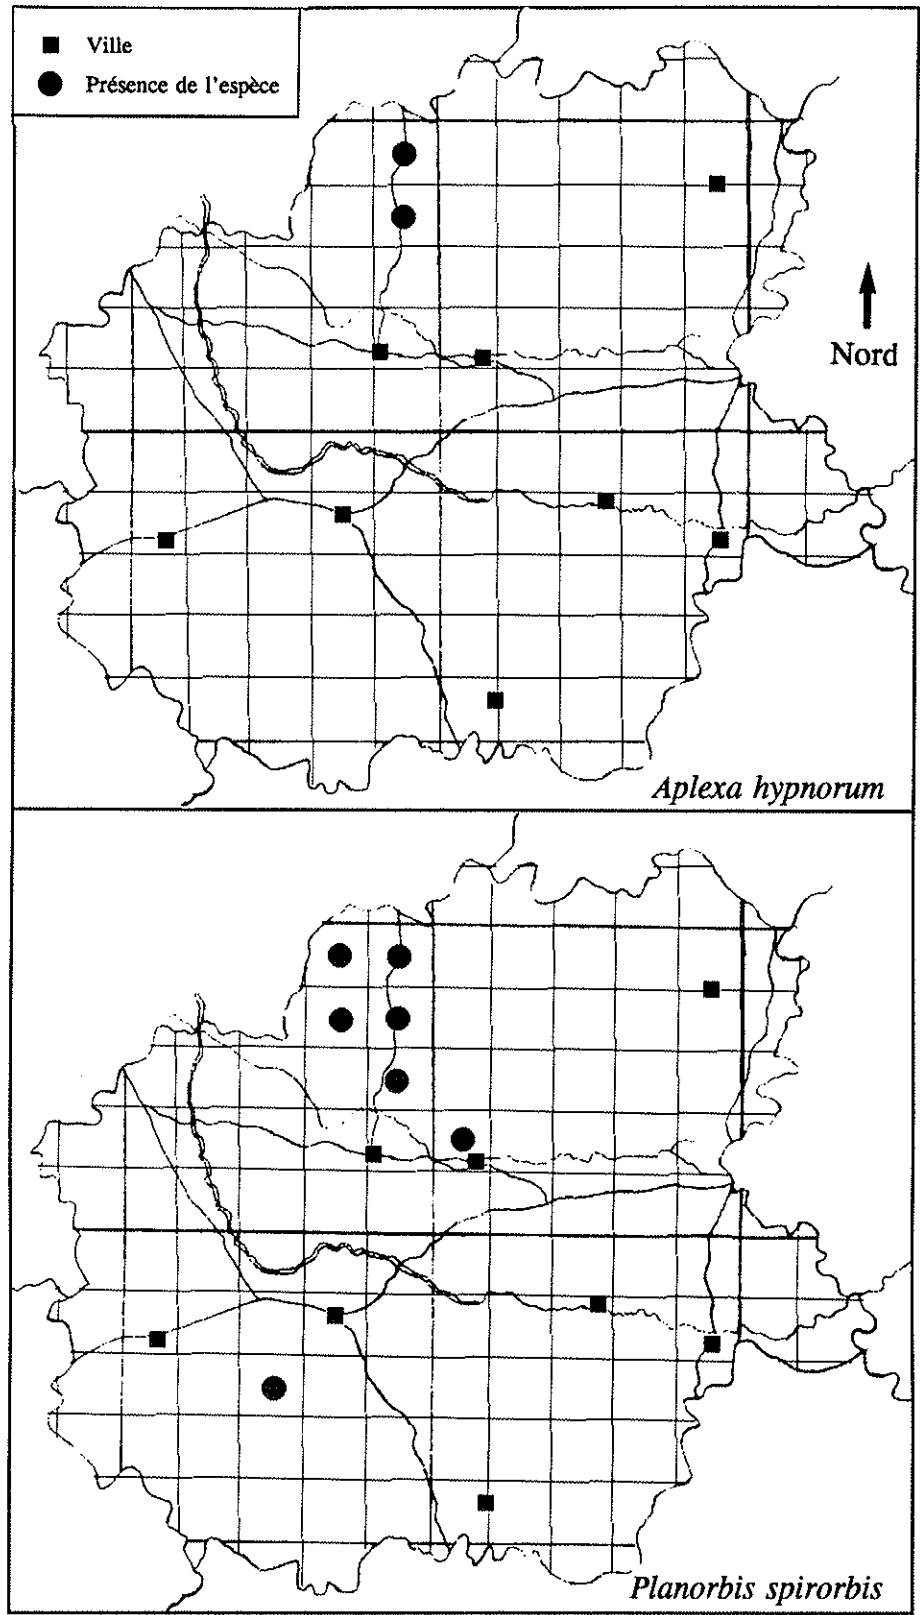 Ville
Présence de l'espèce
Nord
Aplexa hypnorum
Planorbis spirorbis